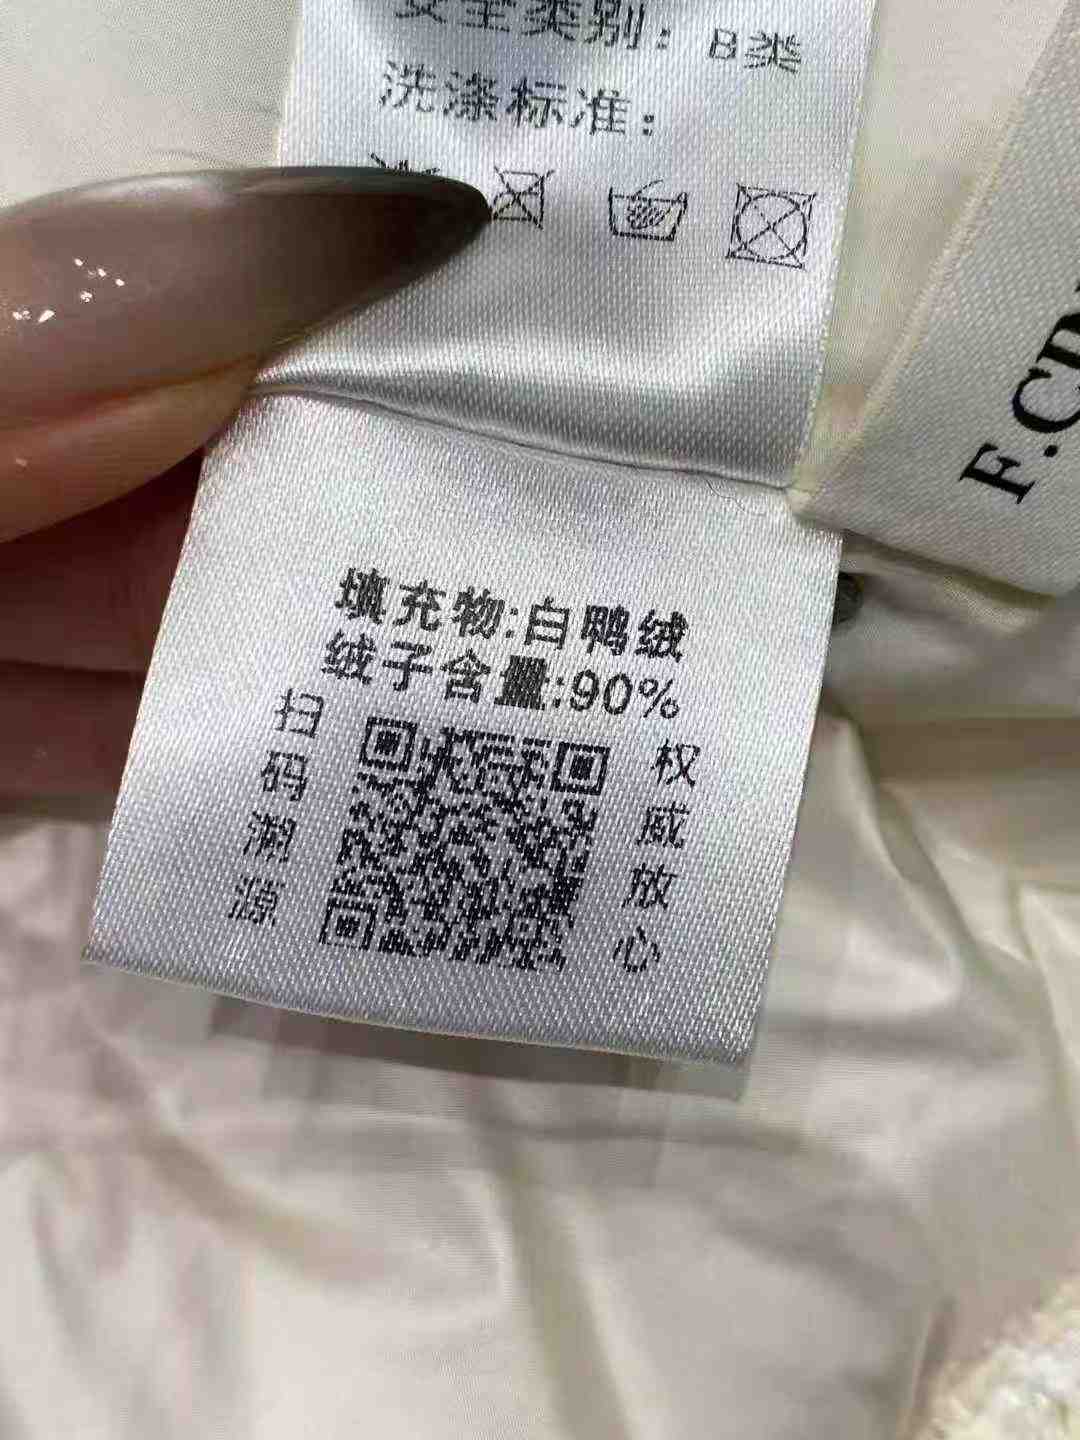 安全类别：B类
洗涤标准：
F.CN
填充物:白鸭绒
绒子含量:90%
扫码溯源
权威放心